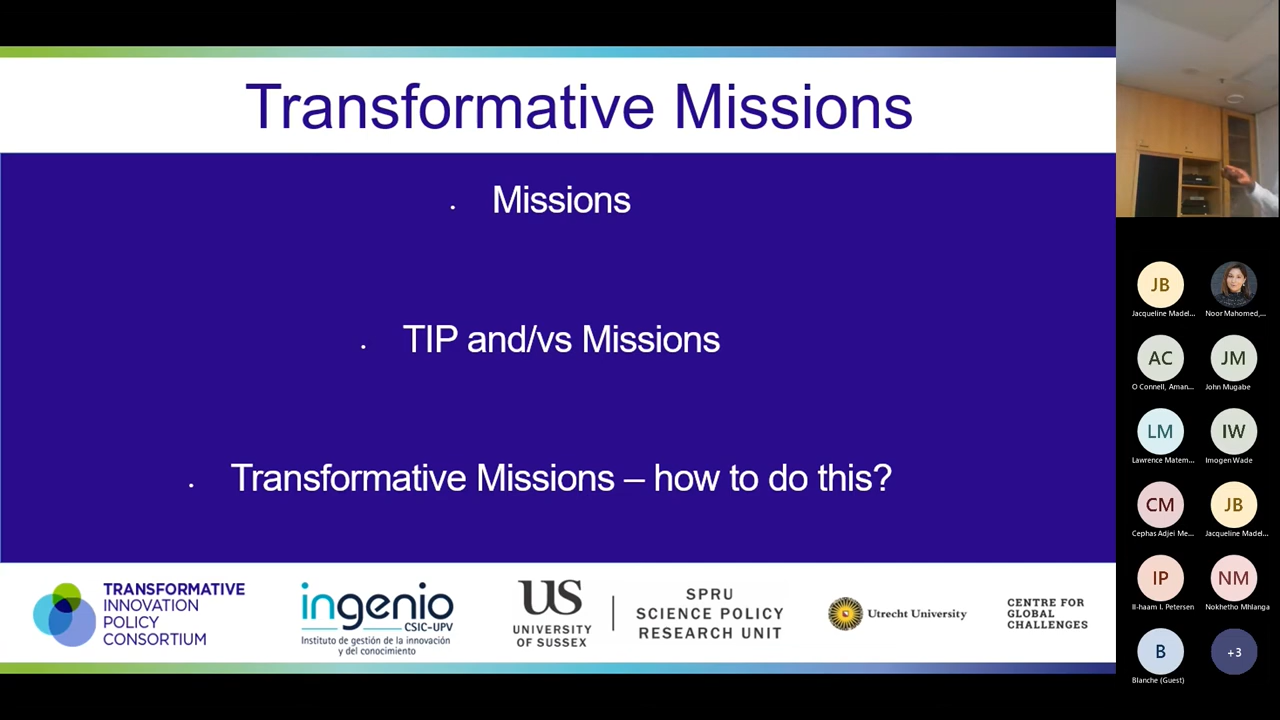 Transformative Missions
Missions
TIP and/vs Missions
Transformative Missions – how to do this?
TRANSFORMATIVE
INNOVATION
POLICY
CONSORTIUM
ingenio
CSIC-UPV
Instituto de gestión de la innovación
y del conocimiento
US
UNIVERSITY
OF SUSSEX
SPRU
SCIENCE POLICY
RESEARCH UNIT
Utrecht University
CENTRE FOR
GLOBAL
CHALLENGES
JB
Jacqueline Madel...
Noor Mahomed,...
AC
JM
O Connell, Aman...
John Mugabe
LM
IW
Lawrence Matem...
Imogen Wade
CM
JB
Cephas Adjei Me...
Jacqueline Madel...
IP
NM
Il-haam I. Petersen
Nokhetho Mhlanga
B
+3
Blanche (Guest)